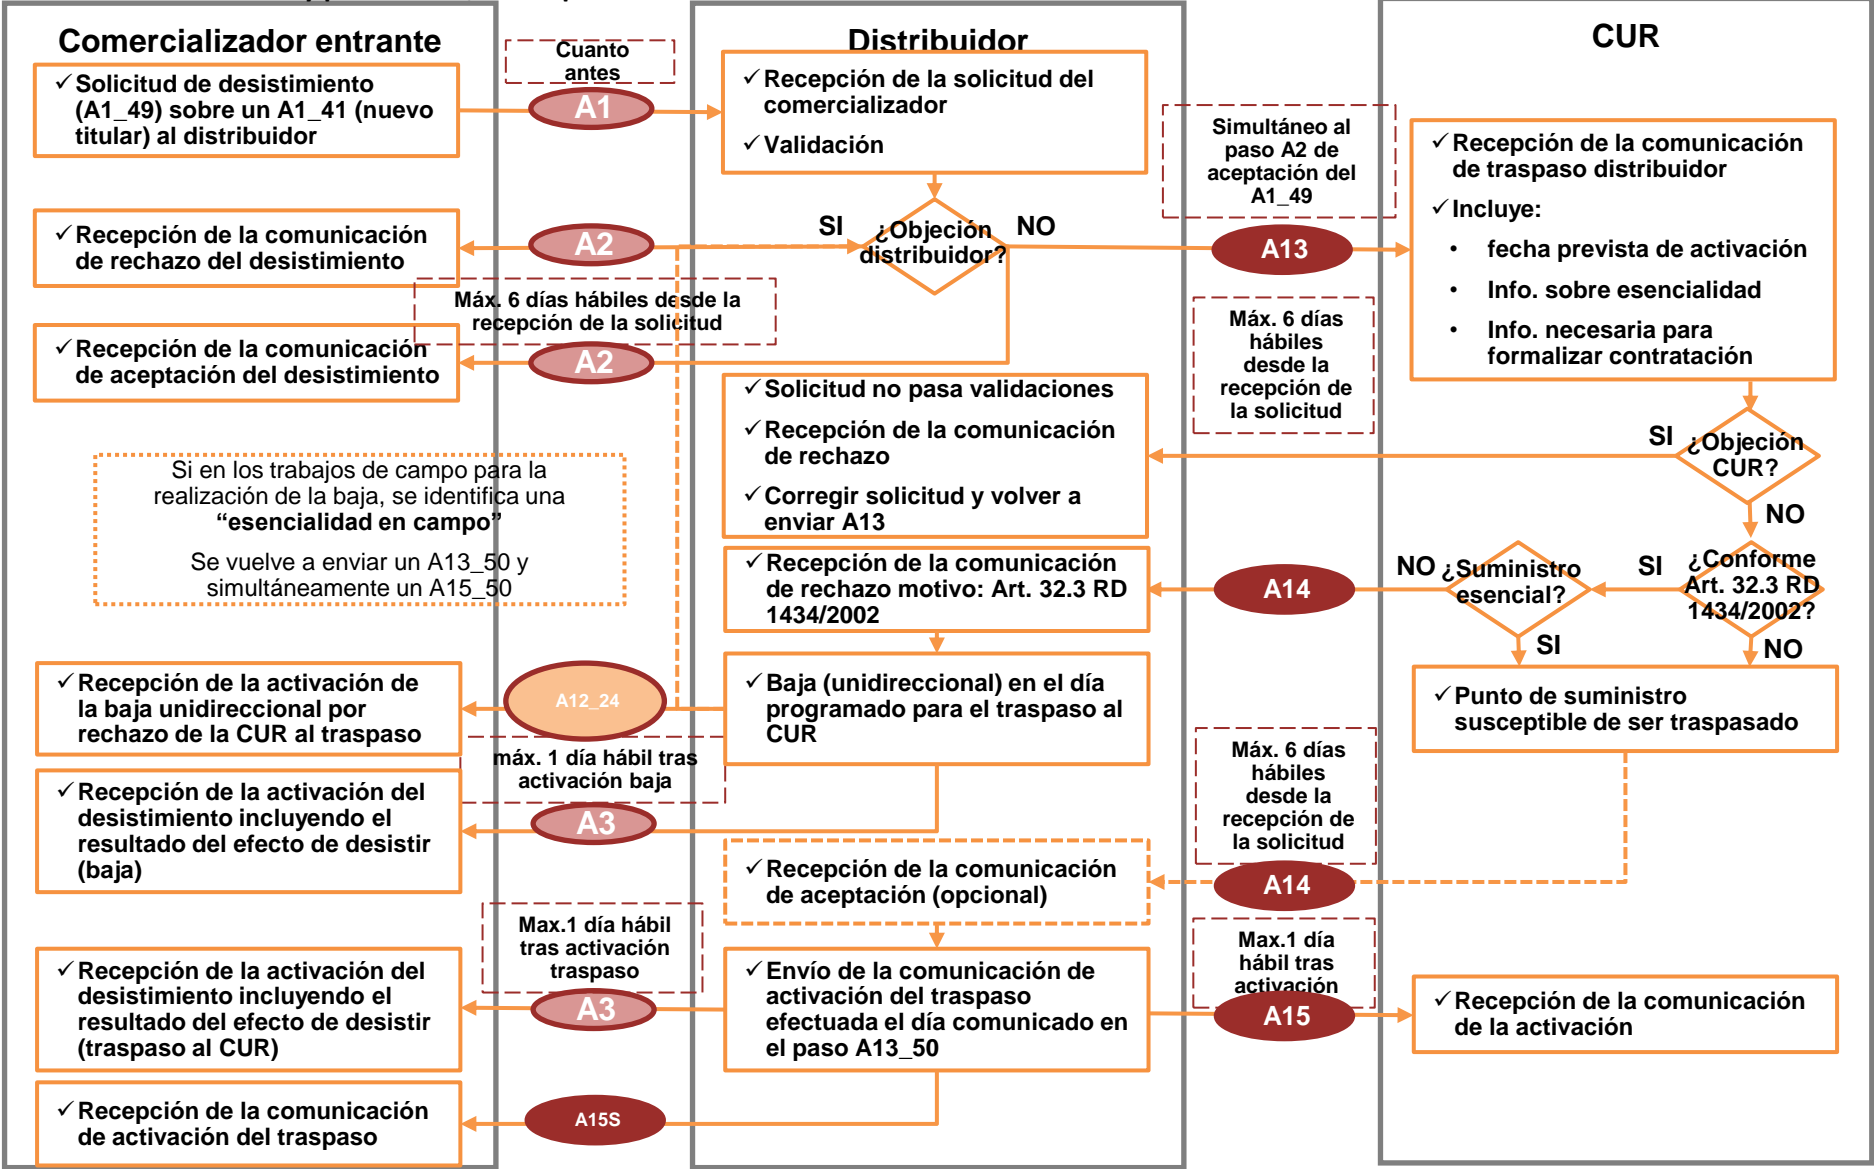 Comercializador entrante
✓ Solicitud de desistimiento
(A1_49) sobre un A1_41 (nuevo
titular) al distribuidor
Cuanto
antes
A1
Distribuidor
✓ Recepción de la solicitud del
comercializador
✓ Validación
CUR
Simultáneo al
paso A2 de
aceptación del
A1_49
✓ Recepción de la comunicación
de traspaso distribuidor
✓ Incluye:
• fecha prevista de activación
• Info. sobre esencialidad
• Info. necesaria para
formalizar contratación
✓ Recepción de la comunicación
de rechazo del desistimiento
A2
SI
¿Objeción
distribuidor?
NO
A13
Máx. 6 días hábiles desde la
recepción de la solicitud
✓ Recepción de la comunicación
de aceptación del desistimiento
A2
Máx. 6 días
hábiles
desde la
recepción de
la solicitud
✓ Solicitud no pasa validaciones
✓ Recepción de la comunicación
de rechazo
✓ Corregir solicitud y volver a
enviar A13
SI
¿Objeción
CUR?
NO
Si en los trabajos de campo para la
realización de la baja, se identifica una
“esencialidad en campo”
Se vuelve a enviar un A13_50 y
simultáneamente un A15_50
✓ Recepción de la comunicación
de rechazo motivo: Art. 32.3 RD
1434/2002
A14
NO
¿Suministro
esencial?
SI
¿Conforme
Art. 32.3 RD
1434/2002?
SI
NO
✓ Recepción de la activación de
la baja unidireccional por
rechazo de la CUR al traspaso
A12_24
✓ Baja (unidireccional) en el día
programado para el traspaso al
CUR
✓ Punto de suministro
susceptible de ser traspasado
máx. 1 día hábil tras
activación baja
Máx. 6 días
hábiles
desde la
recepción de
la solicitud
✓ Recepción de la activación del
desistimiento incluyendo el
resultado del efecto de desistir
(baja)
A3
✓ Recepción de la comunicación
de aceptación (opcional)
A14
Max.1 día hábil
tras activación
traspaso
Max.1 día
hábil tras
activación
✓ Recepción de la activación del
desistimiento incluyendo el
resultado del efecto de desistir
(traspaso al CUR)
A3
✓ Envío de la comunicación de
activación del traspaso
efectuada el día comunicado en
el paso A13_50
A15
✓ Recepción de la comunicación
de la activación
✓ Recepción de la comunicación
de activación del traspaso
A15S